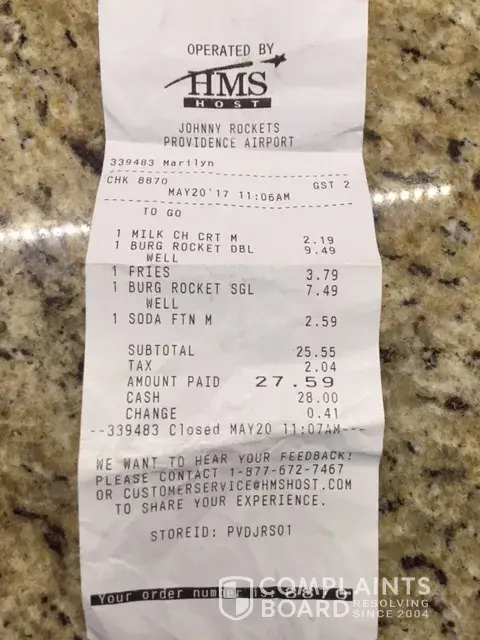 OPERATED BY
HMS
HOST
JOHNNY ROCKETS
PROVIDENCE AIRPORT
339483 Marilyn
CHK 8870 GST 2
MAY20'17 11:06AM
TO GO
1 MILK CH CRT M 2.19
1 BURG ROCKET DBL 9.49
WELL
1 FRIES 3.79
1 BURG ROCKET SGL 7.49
WELL
1 SODA FTN M 2.59
SUBTOTAL 25.55
TAX 2.04
AMOUNT PAID 27.59
CASH 28.00
CHANGE 0.41
--339483 Closed MAY20 11:07AM---
WE WANT TO HEAR YOUR FEEDBACK!
PLEASE CONTACT 1-877-672-7467
OR CUSTOMERSERVICE@HMSHOST.COM
TO SHARE YOUR EXPERIENCE.
STOREID: PVDJRS01
Your order number is:
COMPLAINTS
BOARD RESOLVING
SINCE 2004